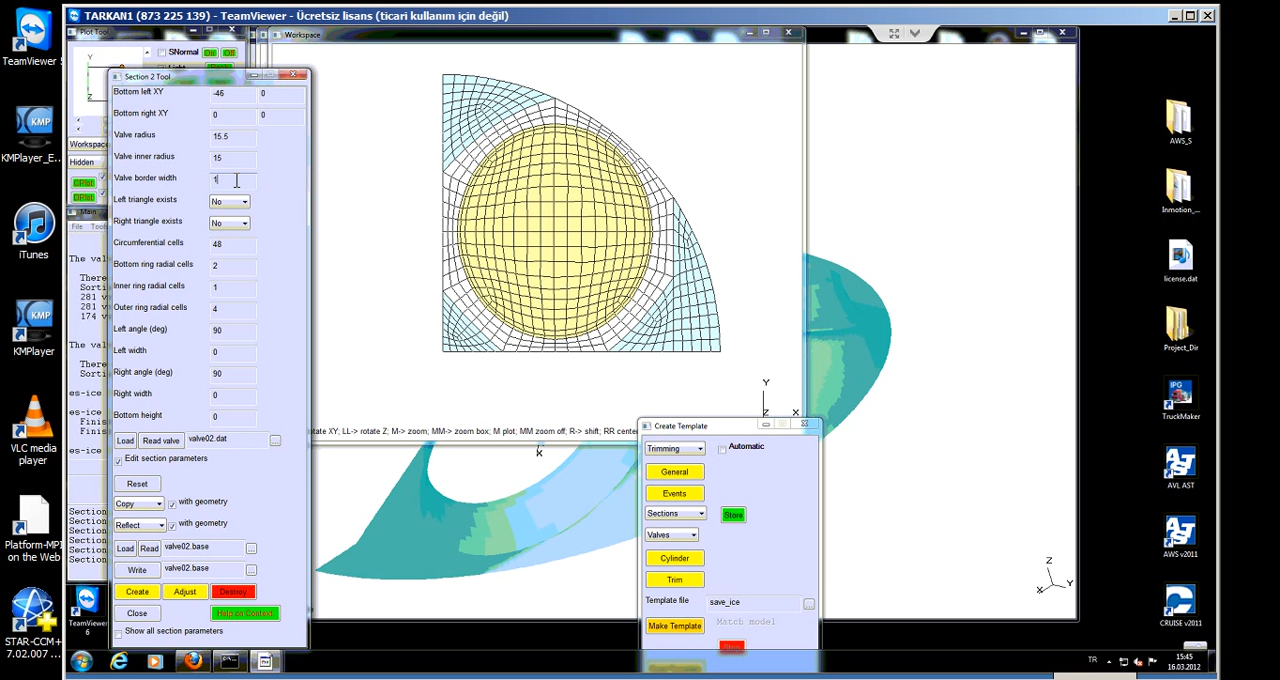 TARKAN1 (873 225 139) - TeamViewer - Ücretsiz lisans (ticari kullanım için değil)
Plot Tool
Workspace
SNormal
Y
Z
Section 2 Tool
Bottom left XY -46 0
Bottom right XY 0 0
Valve radius 15.5
Valve inner radius 15
Valve border width 1
Left triangle exists No
Right triangle exists No
Circumferential cells 48
Bottom ring radial cells 2
Inner ring radial cells 1
Outer ring radial cells 4
Left angle (deg) 90
Left width 0
Right angle (deg) 90
Right width 0
Bottom height 0
Load Read valve valve02.dat ...
Edit section parameters
Reset
Copy with geometry
Reflect with geometry
Load Read valve02.base ...
Write valve02.base ...
Create Adjust Destroy
Close Help on Context
Show all section parameters
Workspace
Hidden
Main
File Tools
The va
There
Sorti
281 v
281 v
174 v
The va
There
Sorti
es-ice
es-ice
Finis
Finis
es-ice
Section
Section
Section
Section
Section
Y
Z X
otate XY; LL-> rotate Z; M-> zoom; MM-> zoom box; M plot; MM zoom off; R-> shift; RR center
X
Create Template
Trimming Automatic
General
Events
Sections Store
Valves
Cylinder
Trim
Template file save_ice ...
Make Template Match model
Z
Y
X
TeamViewer
KMPlayer_E...
iTunes
KMPlayer
VLC media
player
Platform-MPI
on the Web
STAR-CCM+
7.02.007 ...
TeamViewer
6
AWS_S
Inmotion_...
license.dat
Project_Dir
IPG
TruckMaker
AVL AST
AWS v2011
CRUISE v2011
TR
15:45
16.03.2012